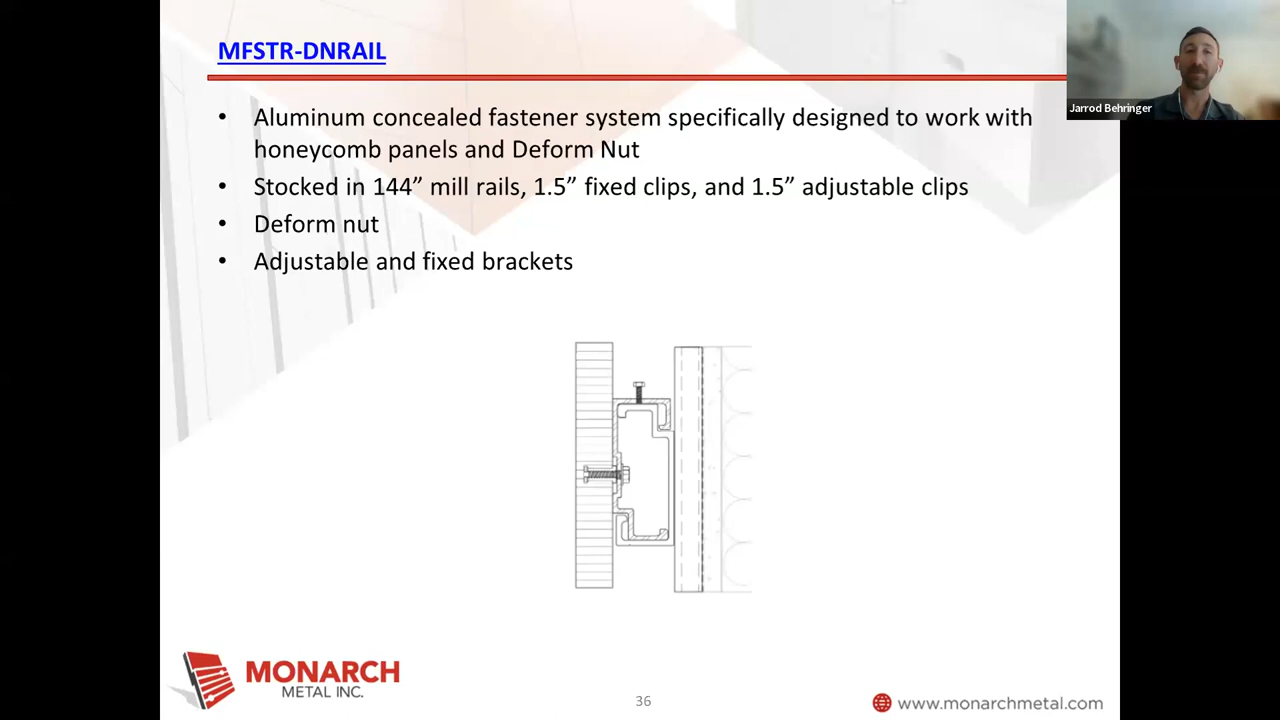 MFSTR-DNRAIL
Jarrod Behringer
• Aluminum concealed fastener system specifically designed to work with
honeycomb panels and Deform Nut
• Stocked in 144” mill rails, 1.5” fixed clips, and 1.5” adjustable clips
• Deform nut
• Adjustable and fixed brackets
MONARCH
METAL INC.
36
www.monarchmetal.com